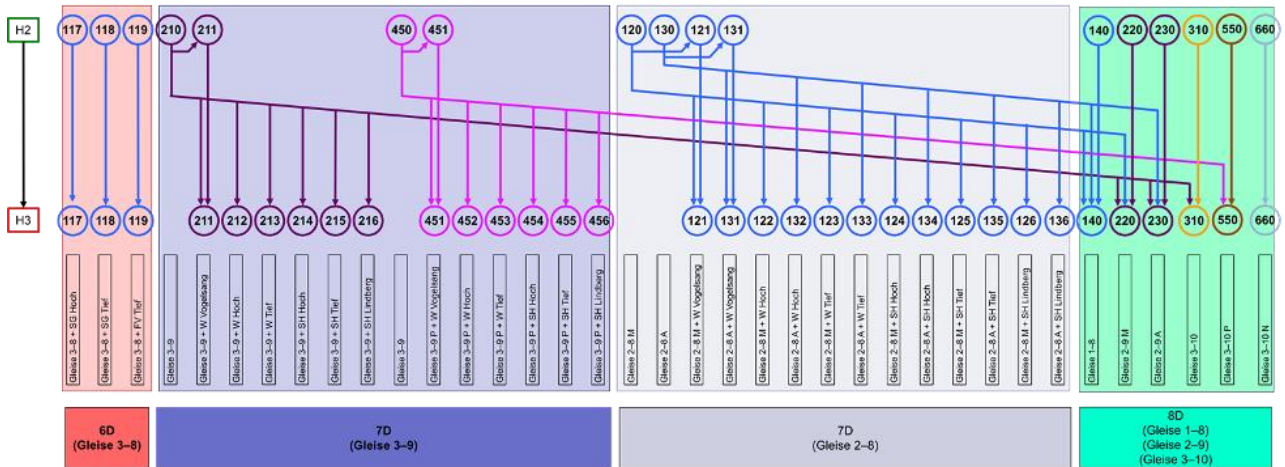 H2
117 118 119 210 211 450 451 120 130 121 131 140 220 230 310 550 660
H3
117 118 119 211 212 213 214 215 216 451 452 453 454 455 456 121 131 122 132 123 133 124 134 125 135 126 136 140 220 230 310 550 660
Gleise 3–8 + SG Hoch
Gleise 3–8 + SG Tief
Gleise 3–8 + FV Tief
Gleise 3–9
Gleise 3–9 + W Vogelsang
Gleise 3–9 + W Hoch
Gleise 3–9 + W Tief
Gleise 3–9 + SH Hoch
Gleise 3–9 + SH Tief
Gleise 3–9 + SH Lindberg
Gleise 3–9
Gleise 3–9 P + W Vogelsang
Gleise 3–9 P + W Hoch
Gleise 3–9 P + W Tief
Gleise 3–9 P + SH Hoch
Gleise 3–9 P + SH Tief
Gleise 3–9 P + SH Lindberg
Gleise 2–8 M
Gleise 2–8 A
Gleise 2–8 M + W Vogelsang
Gleise 2–8 A + W Vogelsang
Gleise 2–8 M + W Hoch
Gleise 2–8 A + W Hoch
Gleise 2–8 M + W Tief
Gleise 2–8 A + W Tief
Gleise 2–8 M + SH Hoch
Gleise 2–8 A + SH Hoch
Gleise 2–8 M + SH Tief
Gleise 2–8 A + SH Tief
Gleise 2–8 M + SH Lindberg
Gleise 2–8 A + SH Lindberg
Gleise 1–8
Gleise 2–9 M
Gleise 2–9 A
Gleise 3–10
Gleise 3–10 P
Gleise 3–10 N
6D
(Gleise 3–8)
7D
(Gleise 3–9)
7D
(Gleise 2–8)
8D
(Gleise 1–8)
(Gleise 2–9)
(Gleise 3–10)